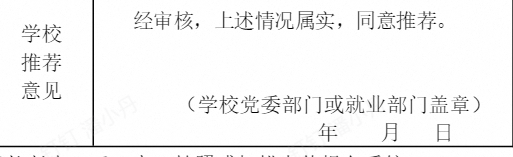 学校
推荐
意见
经审核，上述情况属实，同意推荐。
（学校党委部门或就业部门盖章）
年 月 日